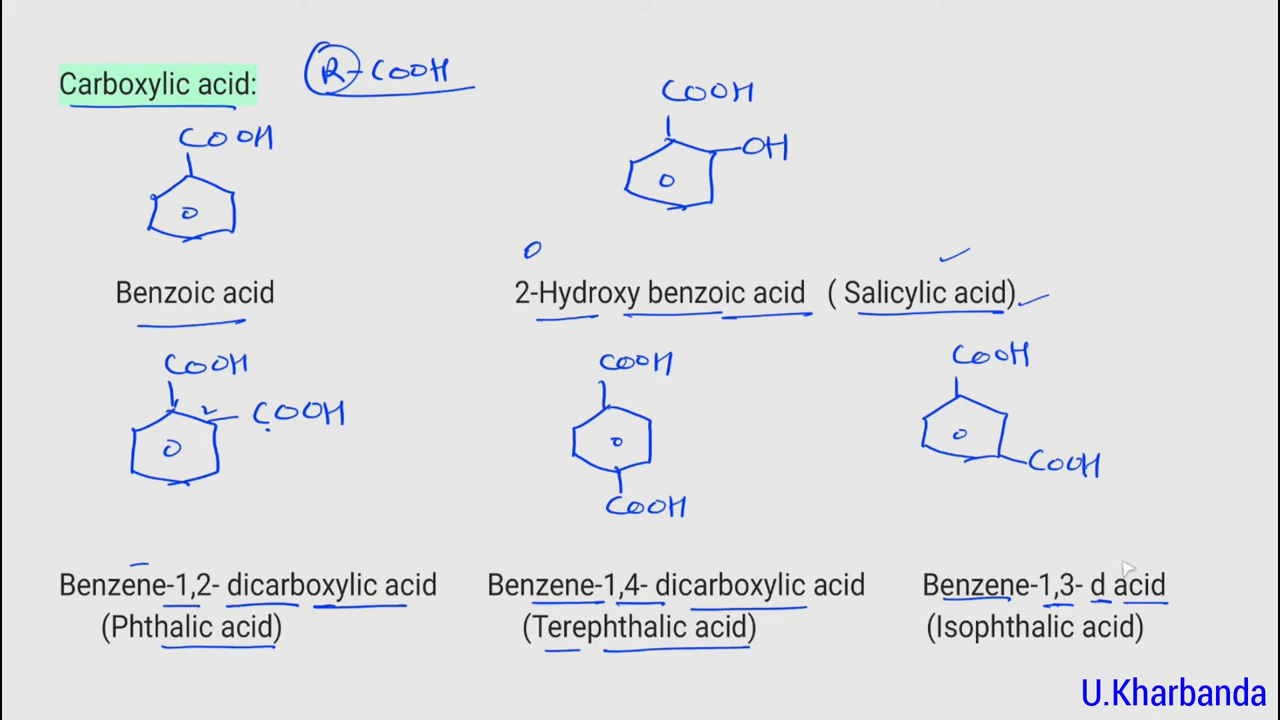 Carboxylic acid: R-COOH
COOH
COOH
OH
Benzoic acid
2-Hydroxy benzoic acid ( Salicylic acid)
COOH
2
COOH
COOH
COOH
COOH
COOH
Benzene-1,2- dicarboxylic acid
(Phthalic acid)
Benzene-1,4- dicarboxylic acid
(Terephthalic acid)
Benzene-1,3- d acid
(Isophthalic acid)
U.Kharbanda